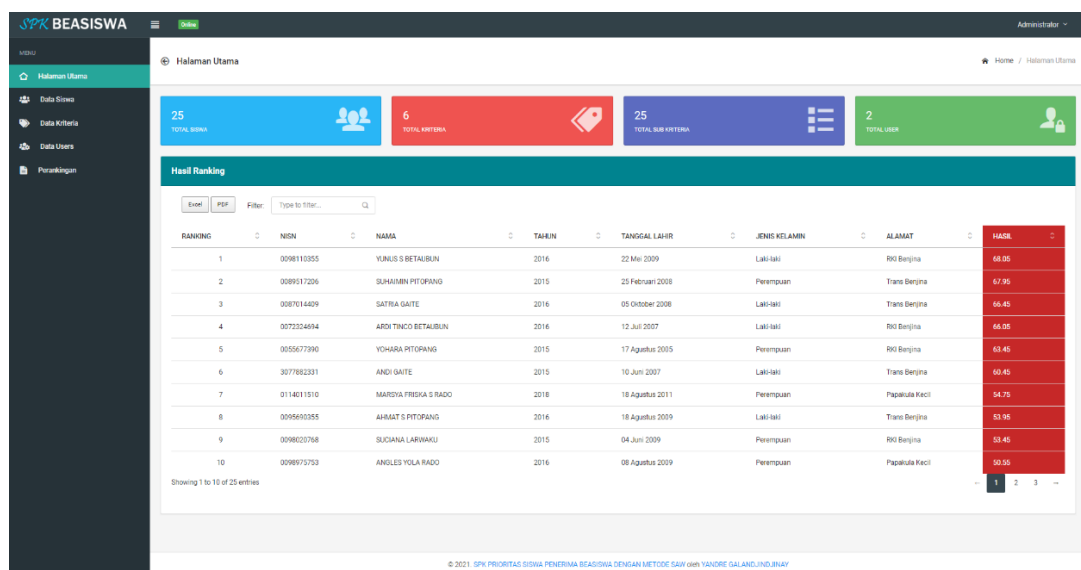 SPK BEASISWA
Online
Administrator
MENU
Halaman Utama
Data Siswa
Data Kriteria
Data Users
Perankingan
Halaman Utama
Home / Halaman Utama
25
TOTAL SISWA
6
TOTAL KRITERIA
25
TOTAL SUB KRITERIA
2
TOTAL USER
Hasil Ranking
Excel PDF Filter: Type to filter...
RANKING NISN NAMA TAHUN TANGGAL LAHIR JENIS KELAMIN ALAMAT HASIL
1 0098110355 YUNUS S BETAUBUN 2016 22 Mei 2009 Laki-laki RKI Benjina 68.05
2 0089517206 SUHAIMIN PITOPANG 2015 25 Februari 2008 Perempuan Trans Benjina 67.95
3 0087014409 SATRIA GAITE 2016 05 Oktober 2008 Laki-laki Trans Benjina 66.45
4 0072324694 ARDI TINCO BETAUBUN 2016 12 Juli 2007 Laki-laki RKI Benjina 66.05
5 0055677390 YOHARA PITOPANG 2015 17 Agustus 2005 Perempuan RKI Benjina 63.45
6 3077882331 ANDI GAITE 2015 10 Juni 2007 Laki-laki Trans Benjina 60.45
7 0114011510 MARSYA FRISKA S RADO 2018 18 Agustus 2011 Perempuan Papakula Kecil 54.75
8 0095690355 AHMAT S PITOPANG 2016 18 Agustus 2009 Laki-laki Trans Benjina 53.95
9 0098020768 SUCIANA LARWAKU 2015 04 Juni 2009 Perempuan RKI Benjina 53.45
10 0098975753 ANGLES YOLA RADO 2016 08 Agustus 2009 Perempuan Papakula Kecil 50.55
Showing 1 to 10 of 25 entries
← 1 2 3 →
© 2021. SPK PRIORITAS SISWA PENERIMA BEASISWA DENGAN METODE SAW oleh YANDRE GALANDJINDJINAY